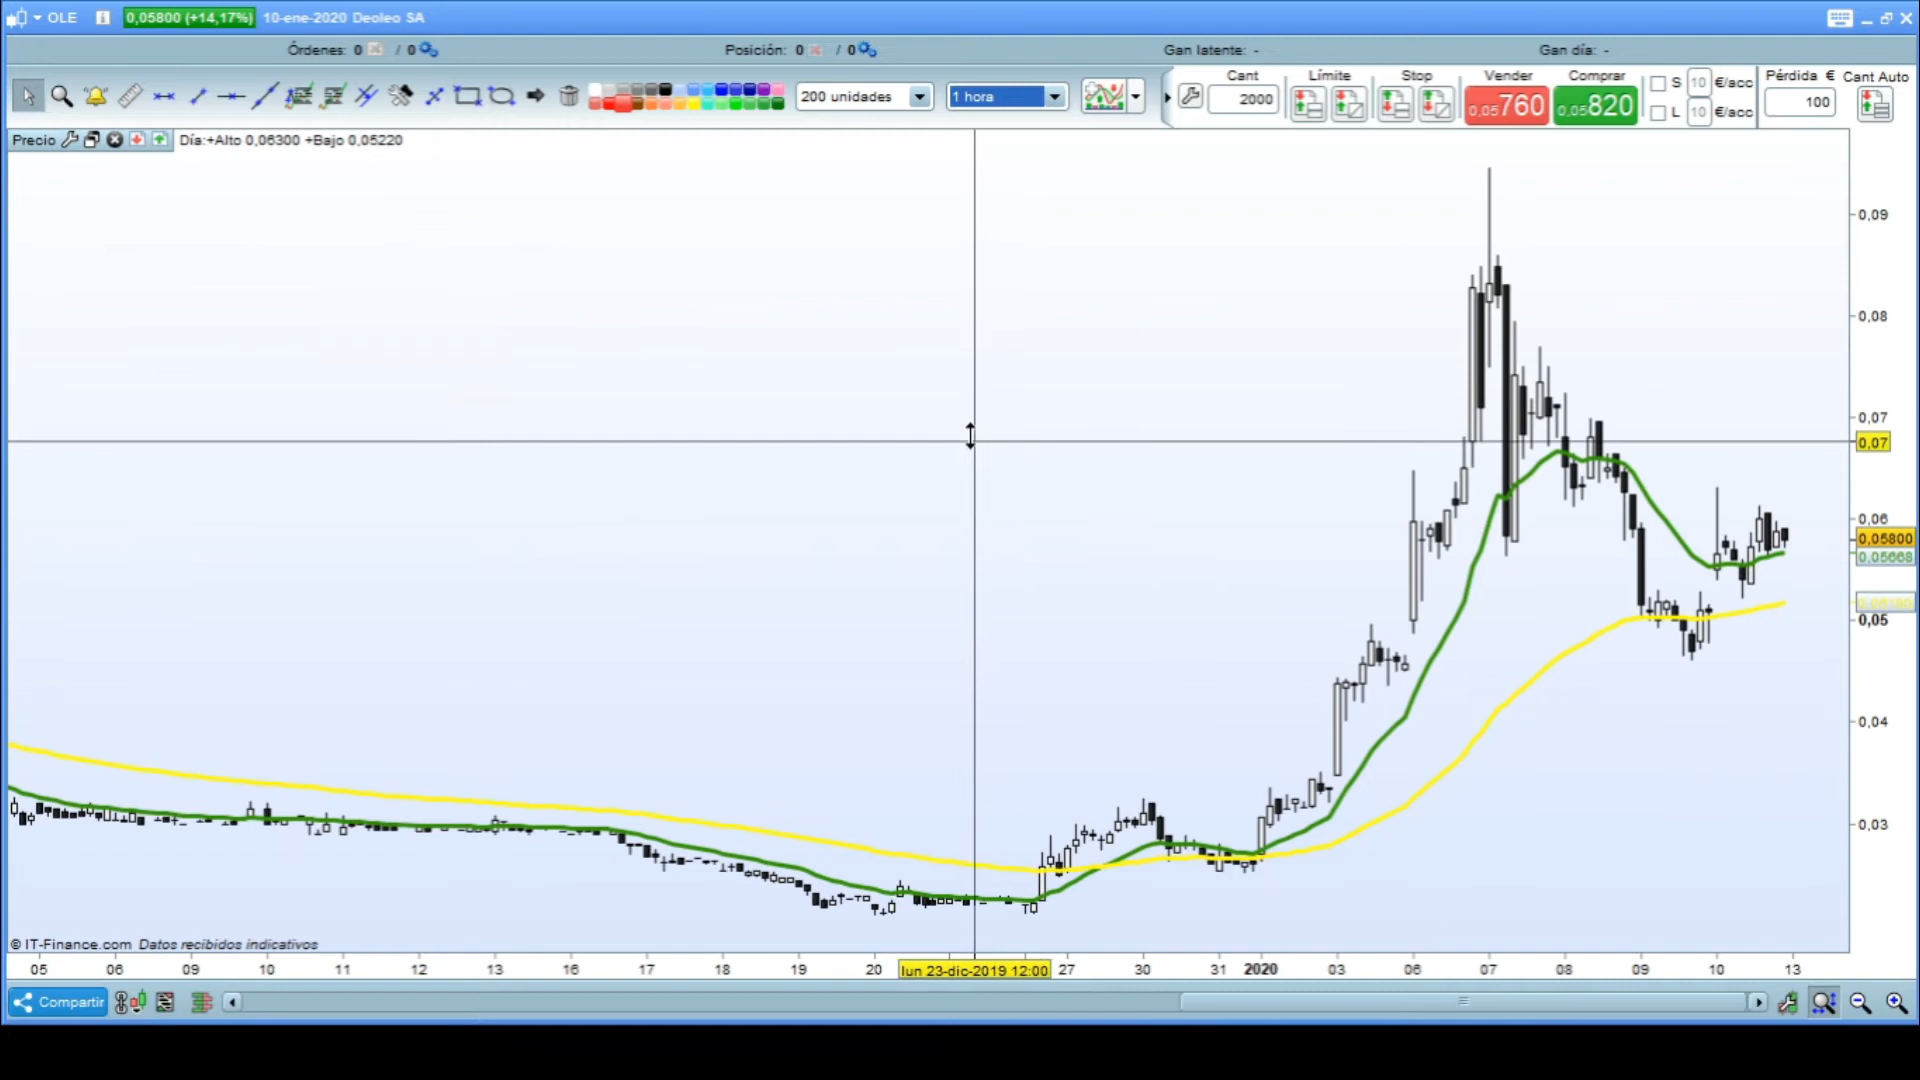 OLE 0,05800 (+14,17%) 10-ene-2020 Deoleo SA
Órdenes: 0 / 0 Posición: 0 / 0 Gan latente: - Gan día: -
Cant Límite Stop Vender Comprar S 10 €/acc Pérdida € Cant Auto
200 unidades 1 hora 2000 0,05760 0,05820 L 10 €/acc 100
Precio Día:+Alto 0,06300 +Bajo 0,05220
0,09
0,08
0,07
0,07
0,06
0,05800
0,05668
0,05
0,04
0,03
© IT-Finance.com Datos recibidos indicativos
05 06 09 10 11 12 13 16 17 18 19 20 lun 23-dic-2019 12:00 27 30 31 2020 03 06 07 08 09 10 13
Compartir